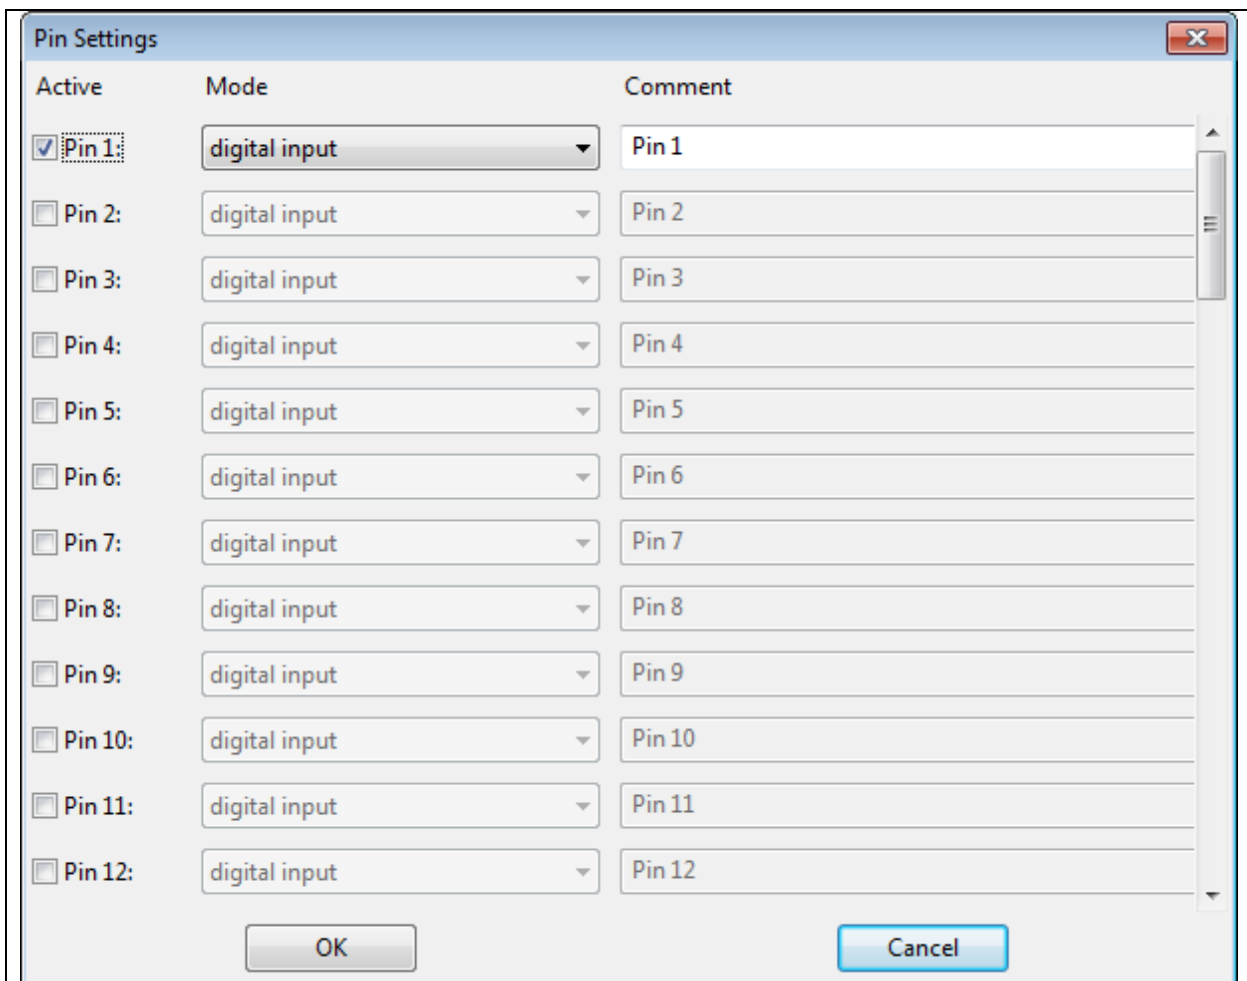 Pin Settings
Active Mode Comment
Pin 1: digital input Pin 1
Pin 2: digital input Pin 2
Pin 3: digital input Pin 3
Pin 4: digital input Pin 4
Pin 5: digital input Pin 5
Pin 6: digital input Pin 6
Pin 7: digital input Pin 7
Pin 8: digital input Pin 8
Pin 9: digital input Pin 9
Pin 10: digital input Pin 10
Pin 11: digital input Pin 11
Pin 12: digital input Pin 12
OK Cancel